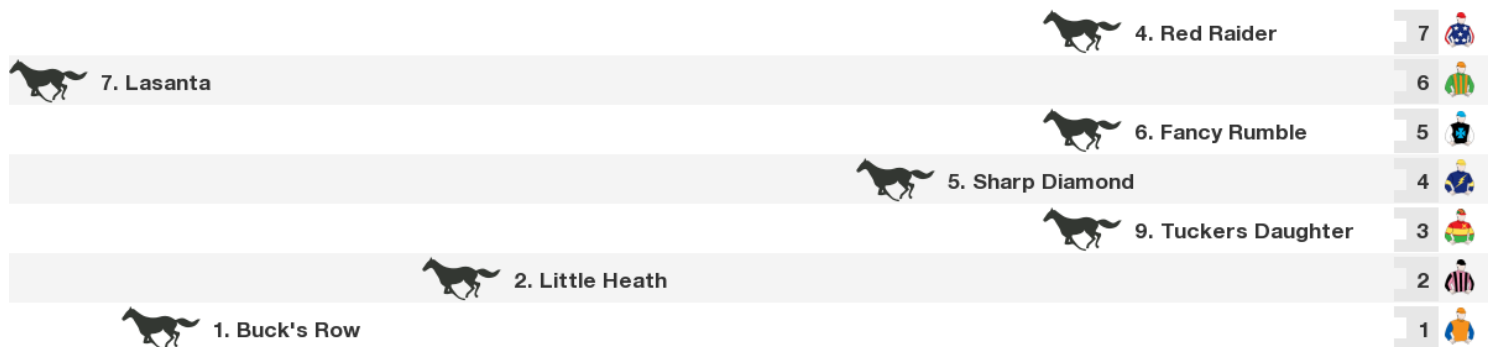 4. Red Raider 7
7. Lasanta 6
6. Fancy Rumble 5
5. Sharp Diamond 4
9. Tuckers Daughter 3
2. Little Heath 2
1. Buck's Row 1